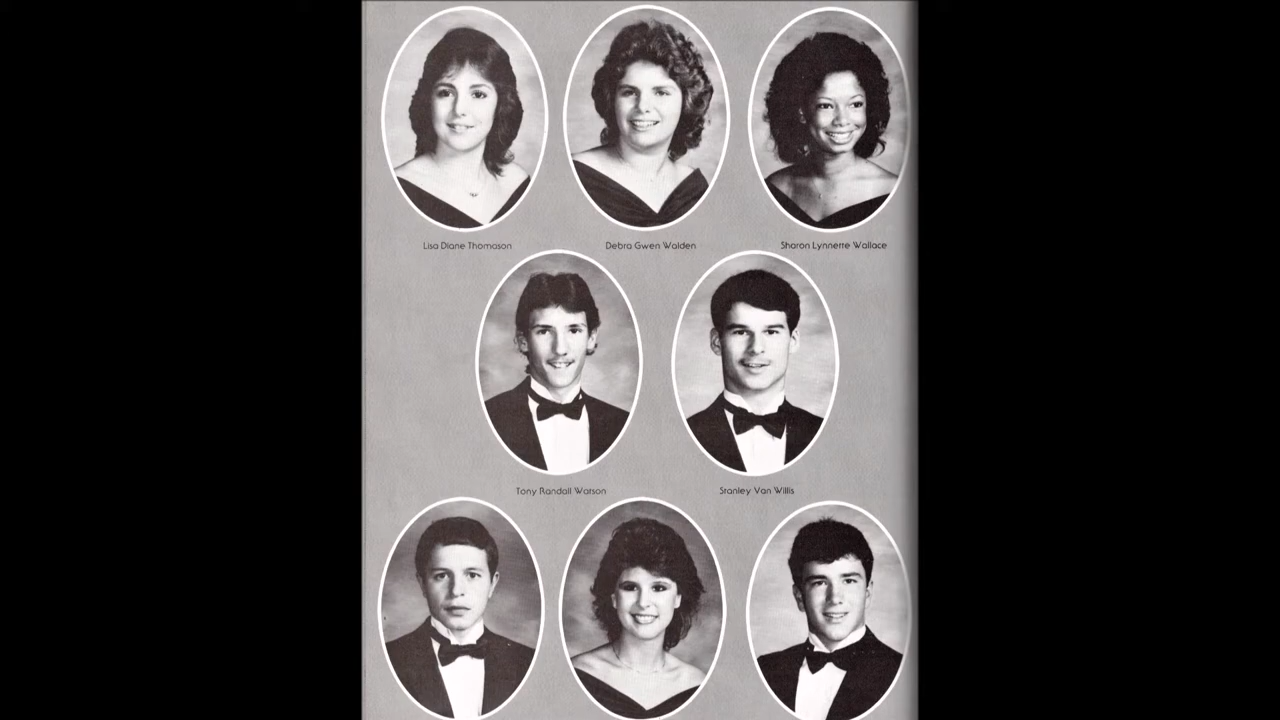 Lisa Diane Thomason
Debra Gwen Walden
Sharon Lynnette Wallace
Tony Randall Watson
Stanley Van Willis